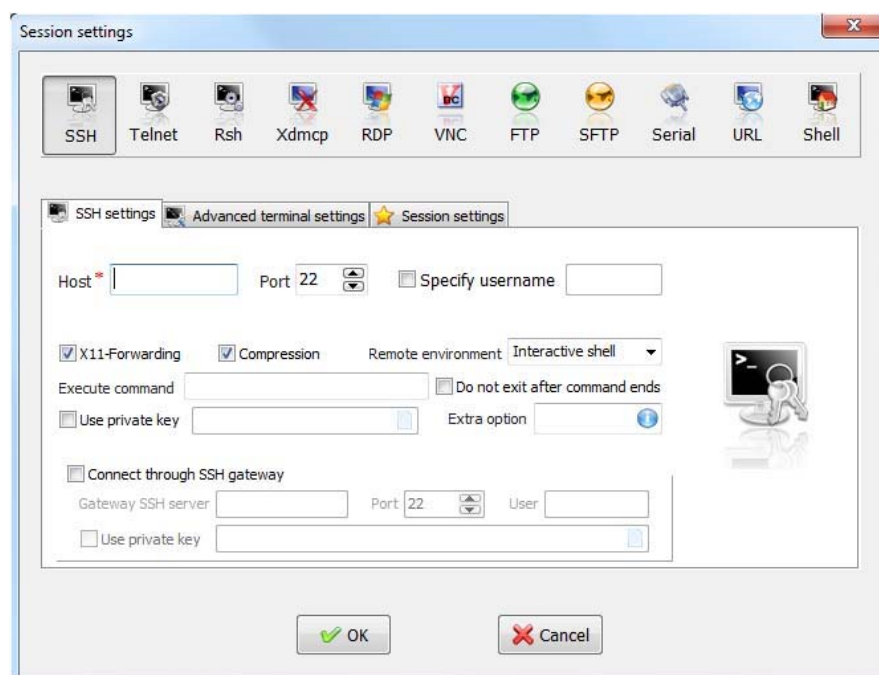 Session settings
SSH Telnet Rsh Xdmcp RDP VNC FTP SFTP Serial URL Shell
SSH settings Advanced terminal settings Session settings
Host * Port 22 Specify username
X11-Forwarding Compression Remote environment Interactive shell
Execute command Do not exit after command ends
Use private key Extra option
Connect through SSH gateway
Gateway SSH server Port 22 User
Use private key
OK Cancel